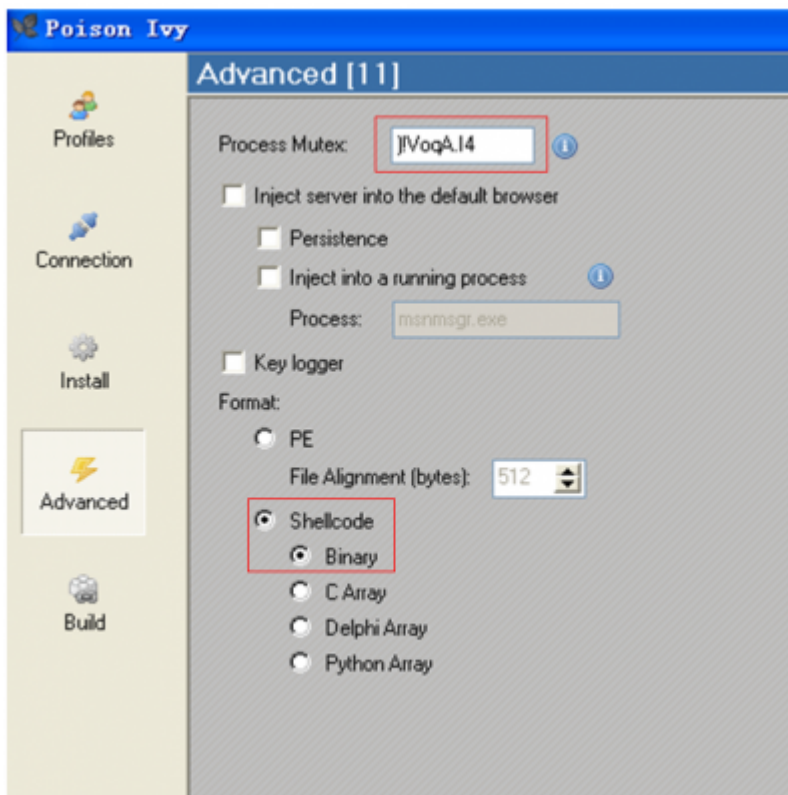 Poison Ivy
Advanced [11]
Profiles
Connection
Install
Advanced
Build
Process Mutex: )!VoqA.I4
Inject server into the default browser
Persistence
Inject into a running process
Process: msnmsgr.exe
Key logger
Format:
PE
File Alignment (bytes): 512
Shellcode
Binary
C Array
Delphi Array
Python Array